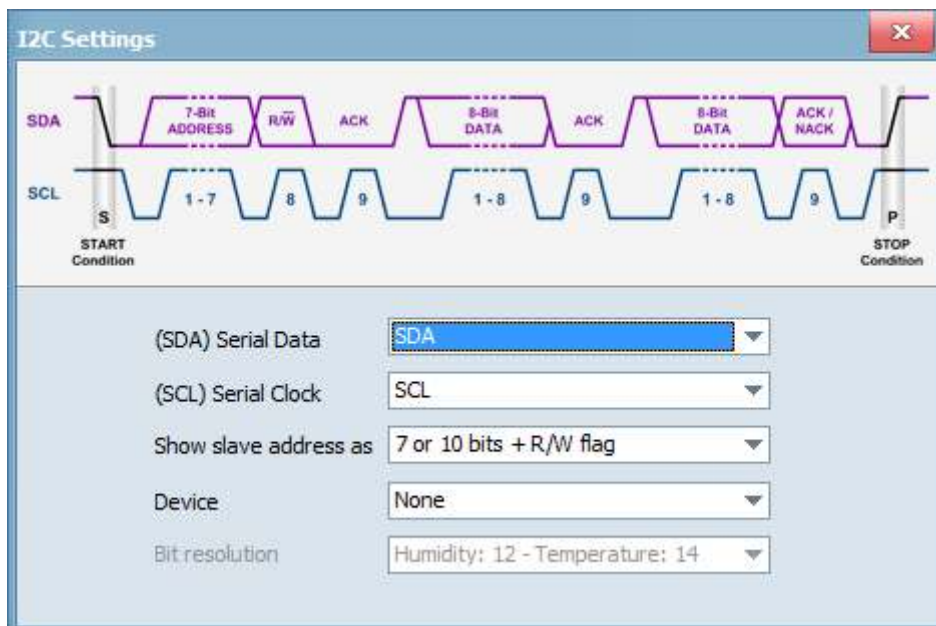 I2C Settings
SDA 7-Bit ADDRESS R/W̅ ACK 8-Bit DATA ACK 8-Bit DATA ACK / NACK
SCL 1 - 7 8 9 1 - 8 9 1 - 8 9
S P
START Condition STOP Condition
(SDA) Serial Data SDA
(SCL) Serial Clock SCL
Show slave address as 7 or 10 bits + R/W flag
Device None
Bit resolution Humidity: 12 - Temperature: 14